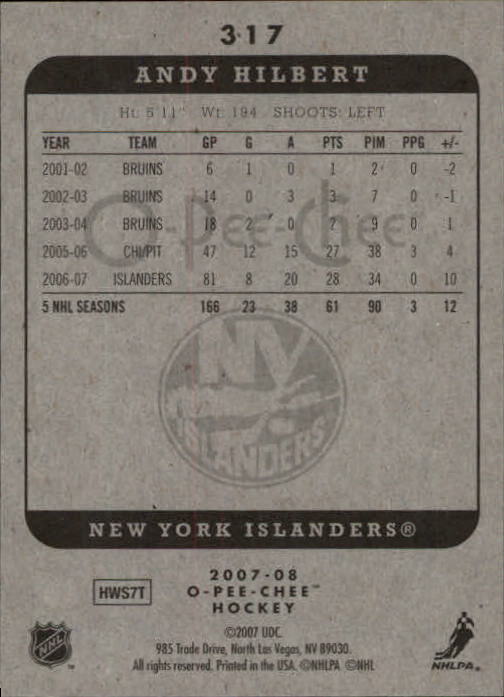 317
ANDY HILBERT
Ht: 5'11" Wt: 194 SHOOTS: LEFT
YEAR TEAM GP G A PTS PIM PPG +/-
2001-02 BRUINS 6 1 0 1 2 0 -2
2002-03 BRUINS 14 0 3 3 7 0 -1
2003-04 BRUINS 18 2 0 2 9 0 1
2005-06 CHI/PIT 47 12 15 27 38 3 4
2006-07 ISLANDERS 81 8 20 28 34 0 10
5 NHL SEASONS 166 23 38 61 90 3 12
O-Pee-Chee
NY
ISLANDERS
NEW YORK ISLANDERS®
HWS7T
2007-08
O-PEE-CHEE™
HOCKEY
©2007 UDC.
985 Trade Drive, North Las Vegas, NV 89030.
All rights reserved. Printed in the USA. ©NHLPA ©NHL
NHL
™
NHLPA®